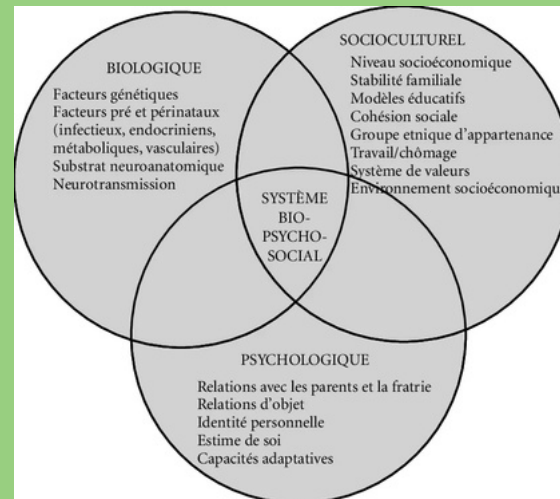 BIOLOGIQUE
Facteurs génétiques
Facteurs pré et périnataux
(infectieux, endocriniens,
métaboliques, vasculaires)
Substrat neuroanatomique
Neurotransmission
SOCIOCULTUREL
Niveau socioéconomique
Stabilité familiale
Modèles éducatifs
Cohésion sociale
Groupe etnique d'appartenance
Travail/chômage
Système de valeurs
Environnement socioéconomique
SYSTÈME
BIO-
PSYCHO-
SOCIAL
PSYCHOLOGIQUE
Relations avec les parents et la fratrie
Relations d'objet
Identité personnelle
Estime de soi
Capacités adaptatives